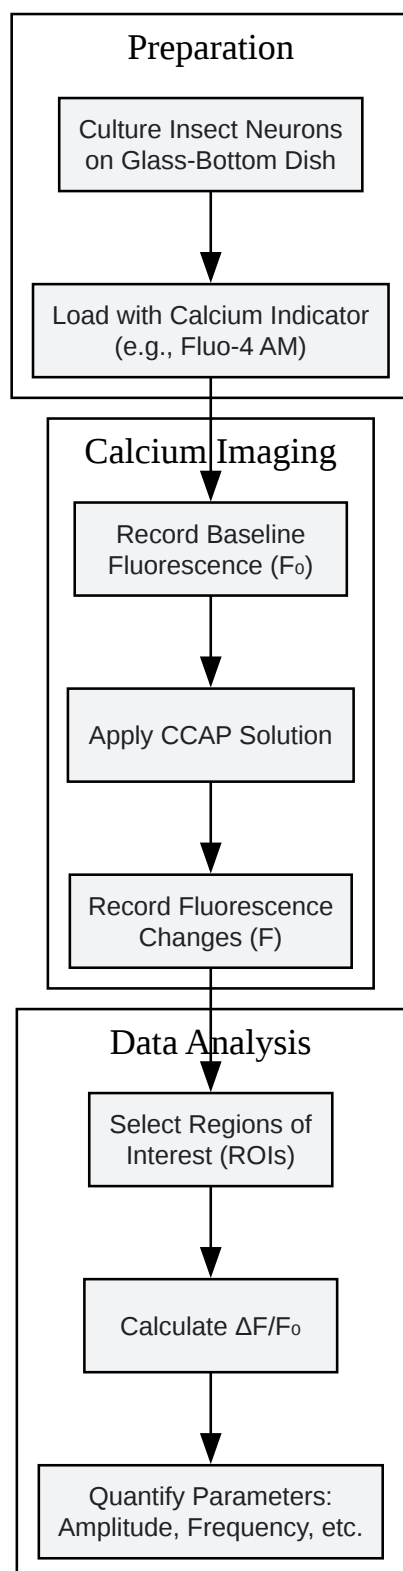 Preparation
Culture Insect Neurons
on Glass-Bottom Dish
Load with Calcium Indicator
(e.g., Fluo-4 AM)
Calcium Imaging
Record Baseline
Fluorescence (F₀)
Apply CCAP Solution
Record Fluorescence
Changes (F)
Data Analysis
Select Regions of
Interest (ROIs)
Calculate ΔF/F₀
Quantify Parameters:
Amplitude, Frequency, etc.